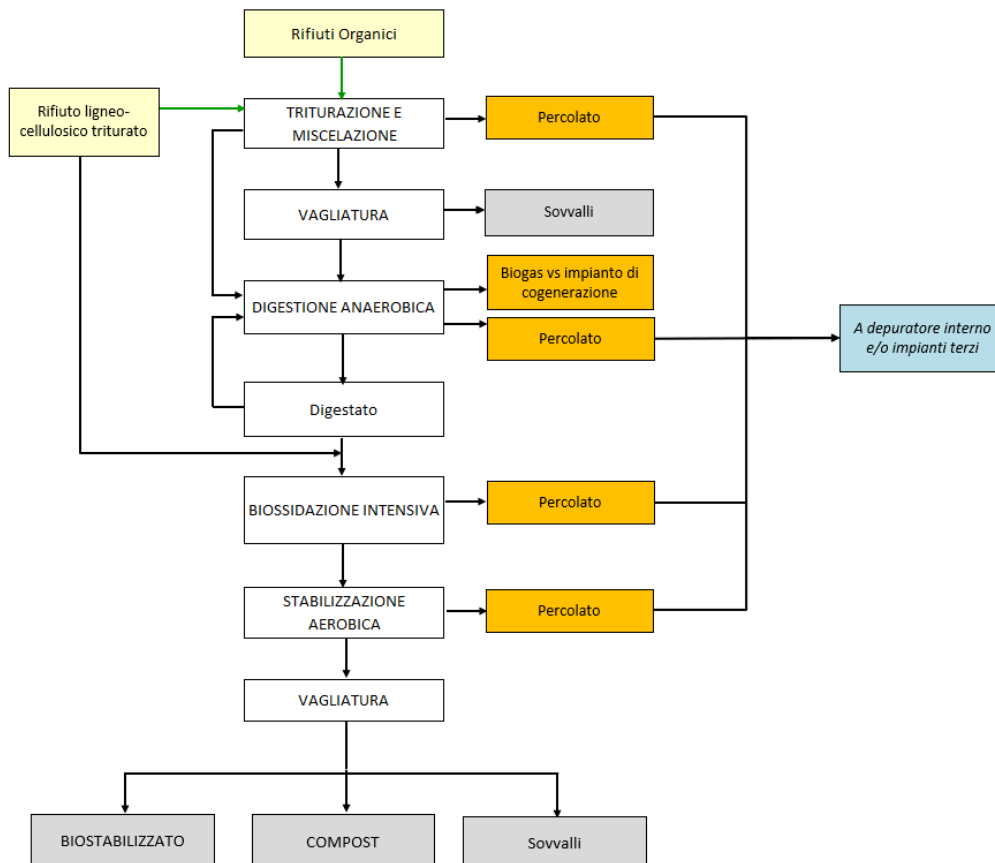 Rifiuti Organici
Rifiuto ligneo-
cellulosico triturato
TRITURAZIONE E
MISCELAZIONE
Percolato
VAGLIATURA
Sovvalli
DIGESTIONE ANAEROBICA
Biogas vs impianto di
cogenerazione
Percolato
A depuratore interno
e/o impianti terzi
Digestato
BIOSSIDAZIONE INTENSIVA
Percolato
STABILIZZAZIONE
AEROBICA
Percolato
VAGLIATURA
BIOSTABILIZZATO
COMPOST
Sovvalli